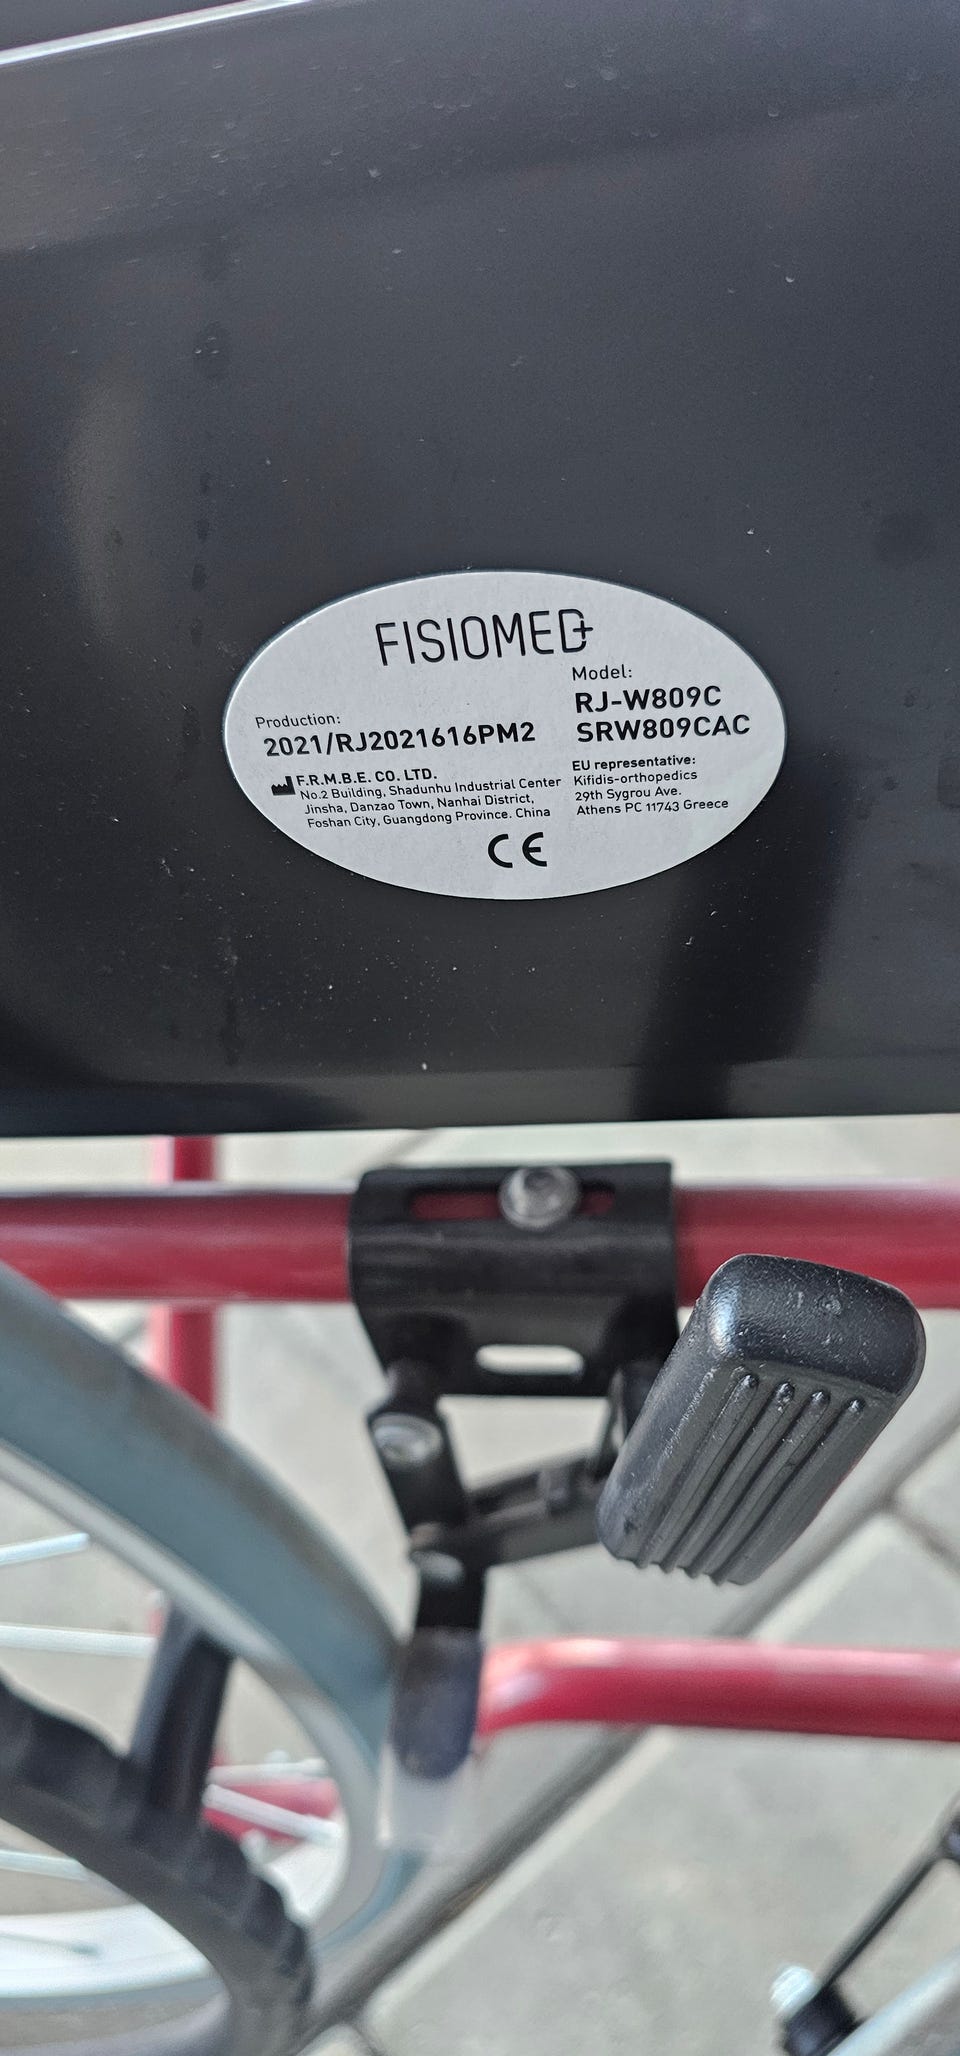 FISIOMED
Production:
2021/RJ2021616PM2
F.R.M.B.E. CO. LTD.
No.2 Building, Shadunhu Industrial Center
Jinsha, Danzao Town, Nanhai District,
Foshan City, Guangdong Province. China
Model:
RJ-W809C
SRW809CAC
EU representative:
Kifidis-orthopedics
29th Sygrou Ave.
Athens PC 11743 Greece
CE